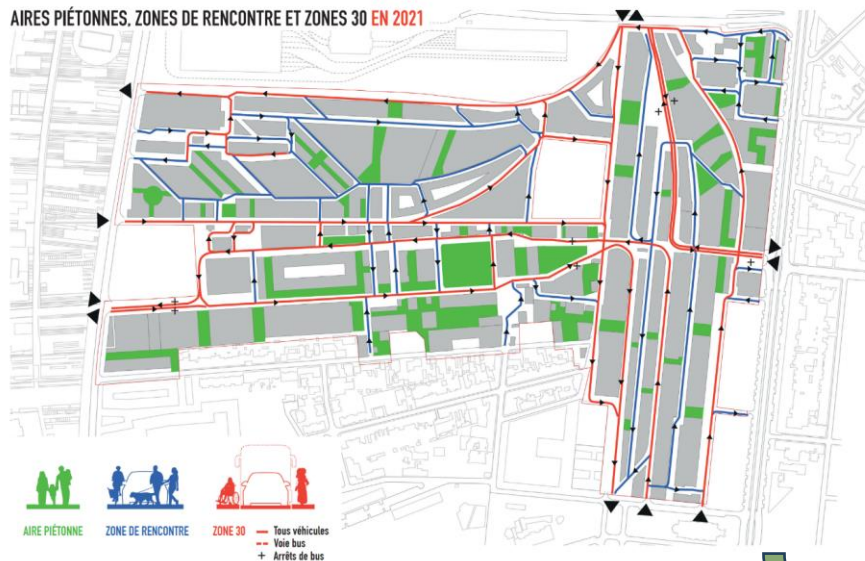 AIRES PIÉTONNES, ZONES DE RENCONTRE ET ZONES 30 EN 2021
AIRE PIÉTONNE
ZONE DE RENCONTRE
ZONE 30
Tous véhicules
Voie bus
+ Arrêts de bus